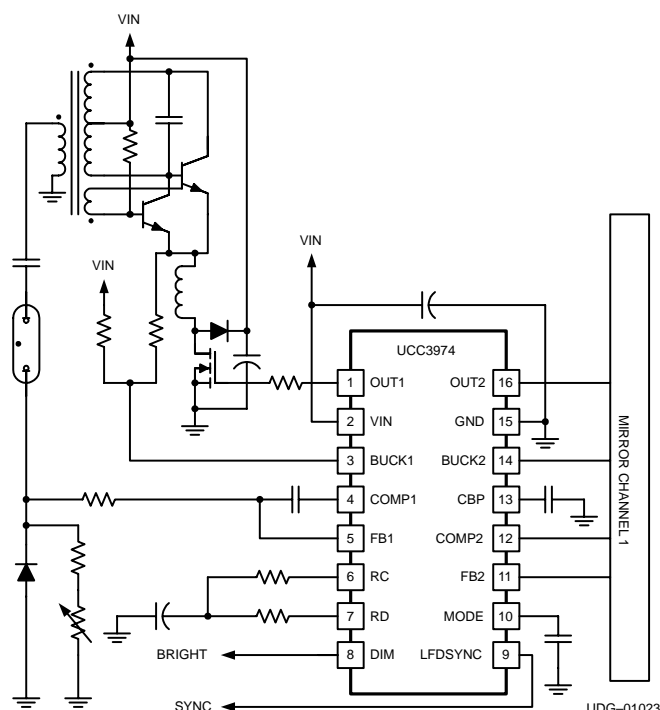 VIN
VIN
VIN
UCC3974
1 OUT1 OUT2 16
2 VIN GND 15
3 BUCK1 BUCK2 14
4 COMP1 CBP 13
5 FB1 COMP2 12
6 RC FB2 11
7 RD MODE 10
8 DIM LFDSYNC 9
BRIGHT
SYNC
MIRROR CHANNEL 1
UDG–01023